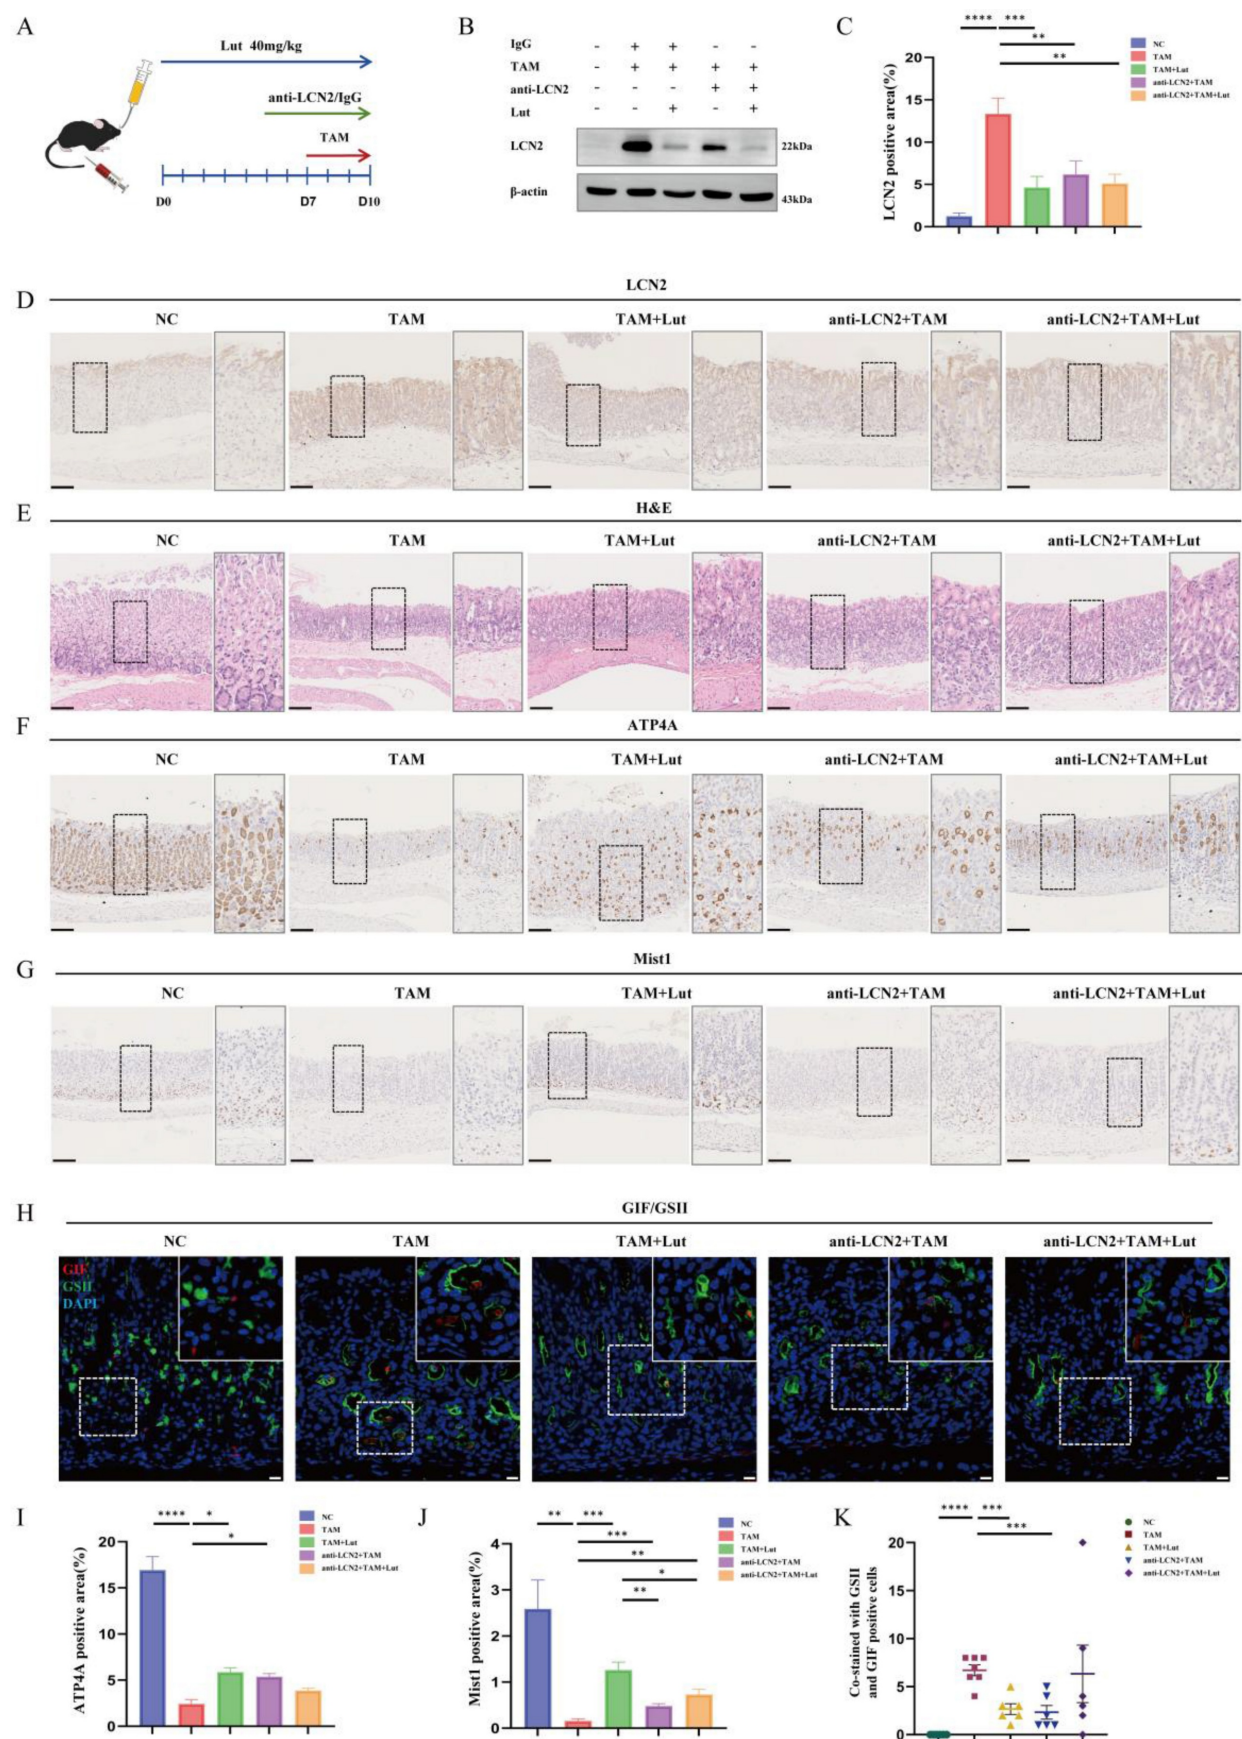 A
Lut 40mg/kg
anti-LCN2/IgG
TAM
D0 D7 D10
B
IgG - + + - -
TAM - + + + +
anti-LCN2 - - - + +
Lut - - + - +
LCN2 22kDa
β-actin 43kDa
C
**** ***
**
**
NC
TAM
TAM+Lut
anti-LCN2+TAM
anti-LCN2+TAM+Lut
LCN2 positive area(%)
20
15
10
5
0
D
LCN2
NC TAM TAM+Lut anti-LCN2+TAM anti-LCN2+TAM+Lut
E
H&E
NC TAM TAM+Lut anti-LCN2+TAM anti-LCN2+TAM+Lut
F
ATP4A
NC TAM TAM+Lut anti-LCN2+TAM anti-LCN2+TAM+Lut
G
Mist1
NC TAM TAM+Lut anti-LCN2+TAM anti-LCN2+TAM+Lut
H
GIF/GSII
NC TAM TAM+Lut anti-LCN2+TAM anti-LCN2+TAM+Lut
GIF
GSII
DAPI
I
**** *
*
NC
TAM
TAM+Lut
anti-LCN2+TAM
anti-LCN2+TAM+Lut
ATP4A positive area(%)
20
15
10
5
0
J
** ***
***
**
*
**
NC
TAM
TAM+Lut
anti-LCN2+TAM
anti-LCN2+TAM+Lut
Mist1 positive area(%)
4
3
2
1
0
K
**** ***
***
NC
TAM
TAM+Lut
anti-LCN2+TAM
anti-LCN2+TAM+Lut
Co-stained with GSII
and GIF positive cells
20
15
10
5
0